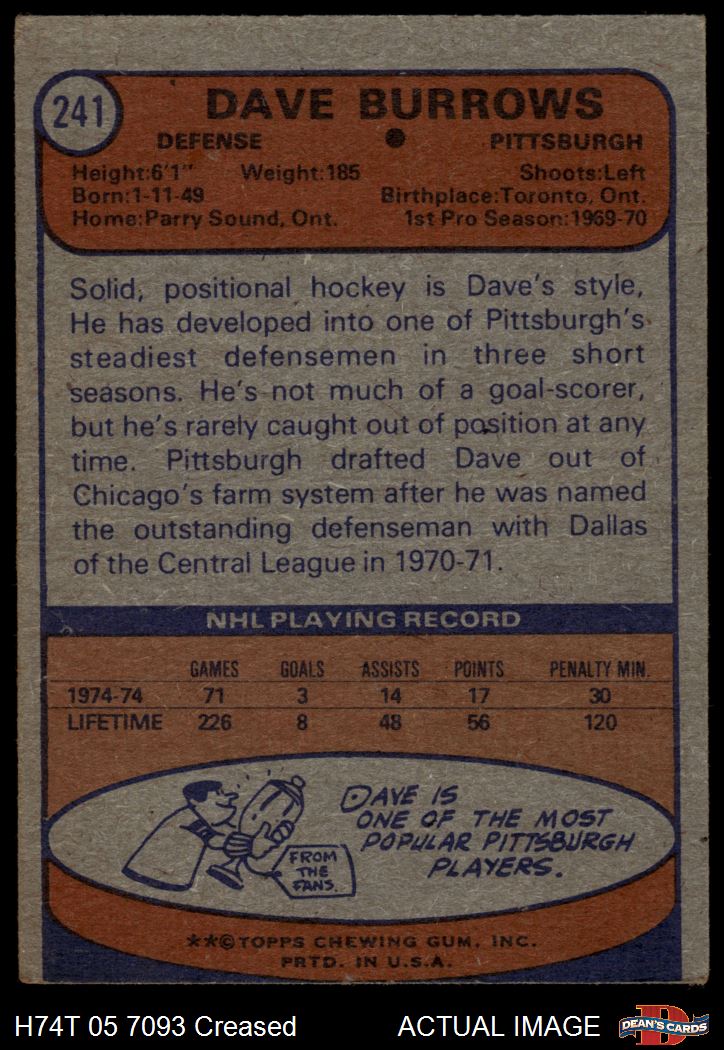 241
DAVE BURROWS
DEFENSE ● PITTSBURGH
Height:6'1" Weight:185 Shoots:Left
Born:1-11-49 Birthplace:Toronto, Ont.
Home:Parry Sound, Ont. 1st Pro Season:1969-70
Solid, positional hockey is Dave's style,
He has developed into one of Pittsburgh's
steadiest defensemen in three short
seasons. He's not much of a goal-scorer,
but he's rarely caught out of position at any
time. Pittsburgh drafted Dave out of
Chicago's farm system after he was named
the outstanding defenseman with Dallas
of the Central League in 1970-71.
NHL PLAYING RECORD
GAMES GOALS ASSISTS POINTS PENALTY MIN.
1974-74 71 3 14 17 30
LIFETIME 226 8 48 56 120
DAVE IS
ONE OF THE MOST
POPULAR PITTSBURGH
PLAYERS.
FROM
THE
FANS.
**©TOPPS CHEWING GUM, INC.
PRTD. IN U.S.A.
H74T 05 7093 Creased ACTUAL IMAGE
D
DEAN'S CARDS